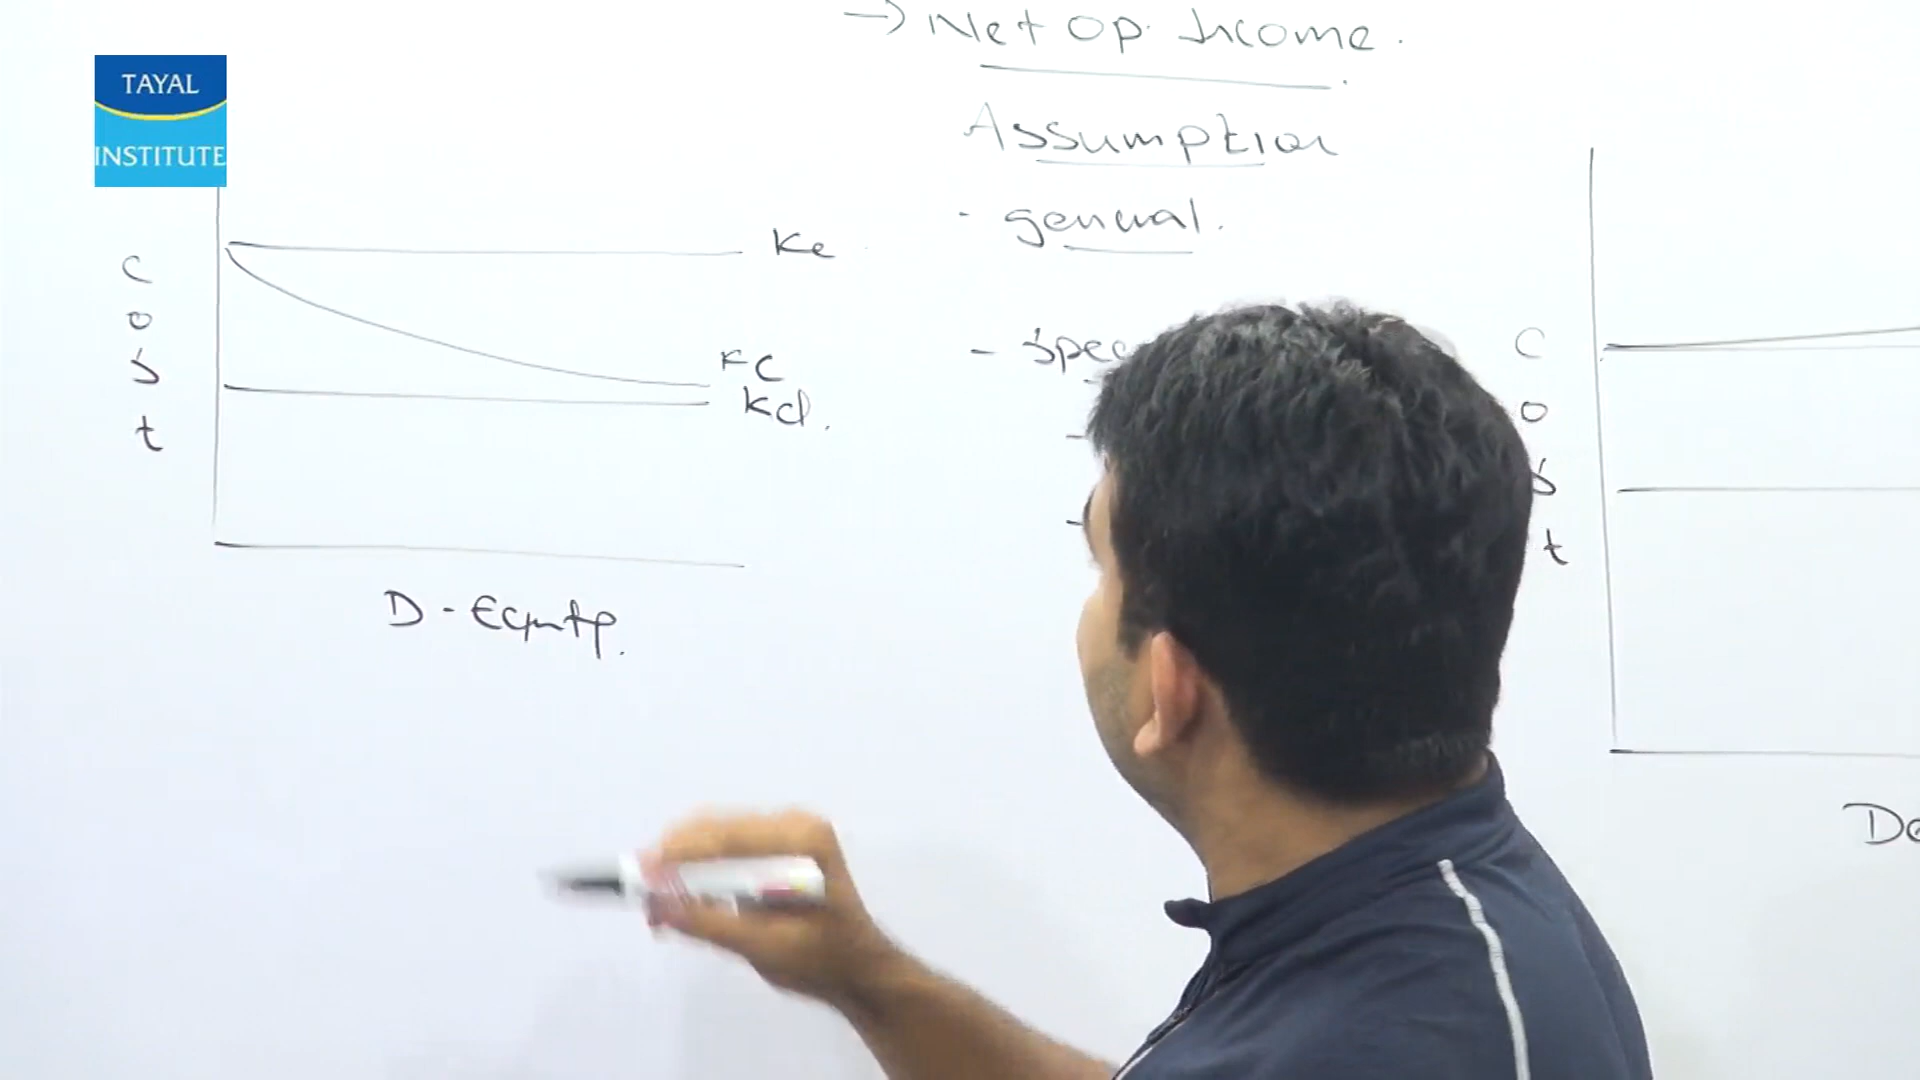 TAYAL
INSTITUTE
→ Net Op. Income.
Assumption
- general.
- Spec
-
-
C
O
S
t
Ke
KC
Kd.
D - Equity.
C
O
S
t
De